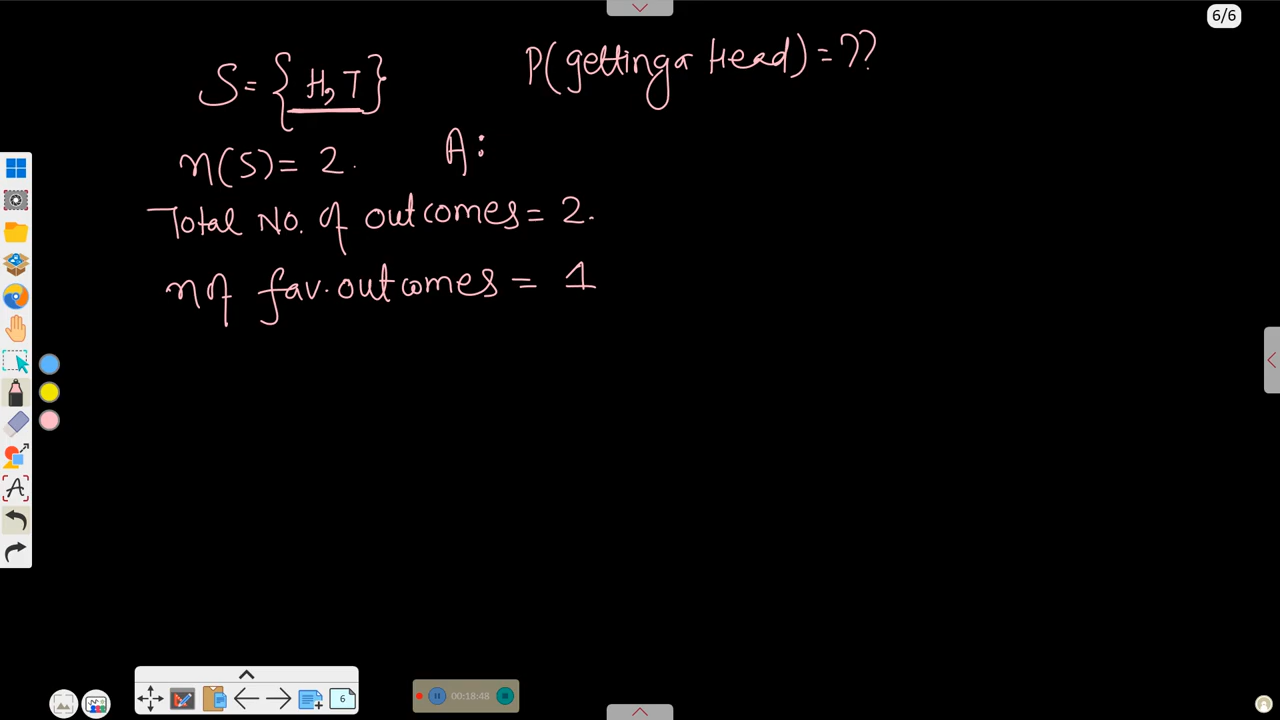 6/6
P(getting a Head) = ??
S = {H, T}
n(S) = 2.
A:
Total No. of outcomes = 2.
n of fav. outcomes = 1
6
00:18:48